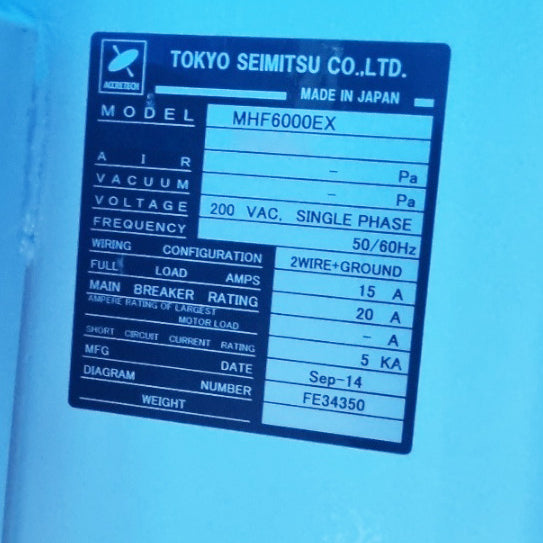 ACCRETECH
TOKYO SEIMITSU CO.,LTD.
MADE IN JAPAN
MODEL MHF6000EX
AIR - Pa
VACUUM - Pa
VOLTAGE 200 VAC, SINGLE PHASE
FREQUENCY 50/60Hz
WIRING CONFIGURATION 2WIRE+GROUND
FULL LOAD AMPS 15 A
MAIN BREAKER RATING 20 A
AMPERE RATING OF LARGEST
MOTOR LOAD - A
SHORT CIRCUIT CURRENT RATING 5 KA
MFG DATE Sep-14
DIAGRAM NUMBER FE34350
WEIGHT